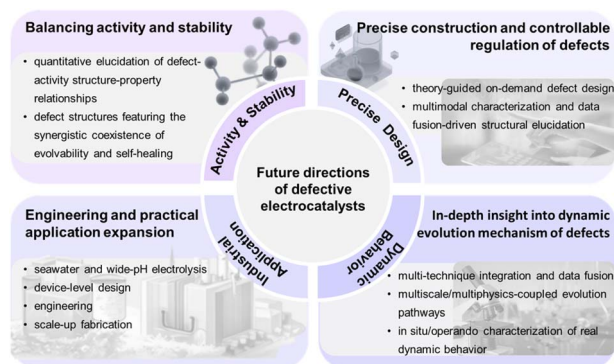 Balancing activity and stability
• quantitative elucidation of defect-
activity structure-property
relationships
• defect structures featuring the
synergistic coexistence of
evolvability and self-healing
Precise construction and controllable
regulation of defects
• theory-guided on-demand defect design
• multimodal characterization and data
fusion-driven structural elucidation
Activity & Stability
Precise Design
Future directions
of defective
electrocatalysts
Industrial
Application
Dynamic
Behavior
Engineering and practical
application expansion
• seawater and wide-pH electrolysis
• device-level design
• engineering
• scale-up fabrication
In-depth insight into dynamic
evolution mechanism of defects
• multi-technique integration and data fusion
• multiscale/multiphysics-coupled evolution
pathways
• in situ/operando characterization of real
dynamic behavior